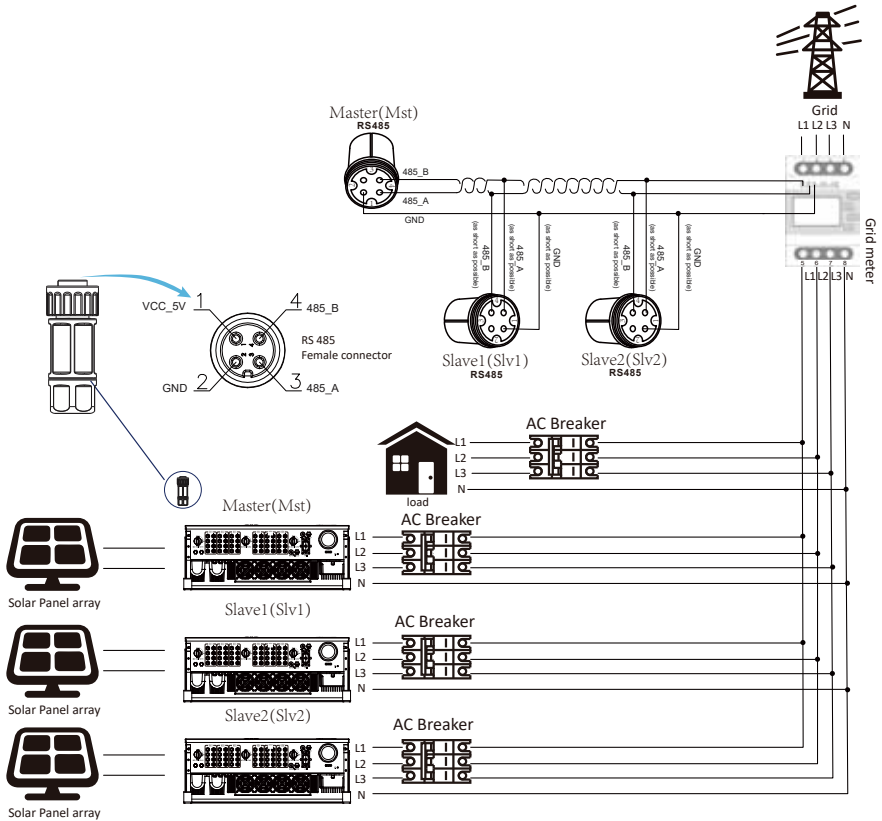 Grid
L1 L2 L3 N
Master(Mst)
RS485
485_B
485_A
GND
Grid meter
5 6 7 8
L1 L2 L3 N
485_B
(as short as possible)
485_A
(as short as possible)
GND
(as short as possible)
485_B
(as short as possible)
485_A
(as short as possible)
GND
(as short as possible)
Slave1(Slv1)
RS485
Slave2(Slv2)
RS485
1
VCC_5V
4
485_B
RS 485
Female connector
GND
2
3
485_A
AC Breaker
L1
L2
L3
N
load
Master(Mst)
AC Breaker
L1
L2
L3
N
Solar Panel array
Slave1(Slv1)
AC Breaker
L1
L2
L3
N
Solar Panel array
Slave2(Slv2)
AC Breaker
L1
L2
L3
N
Solar Panel array